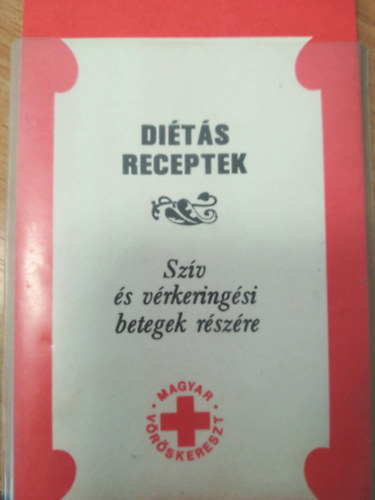 DIÉTÁS
RECEPTEK
Szív
és vérkeringési
betegek részére
MAGYAR
VÖRÖSKERESZT